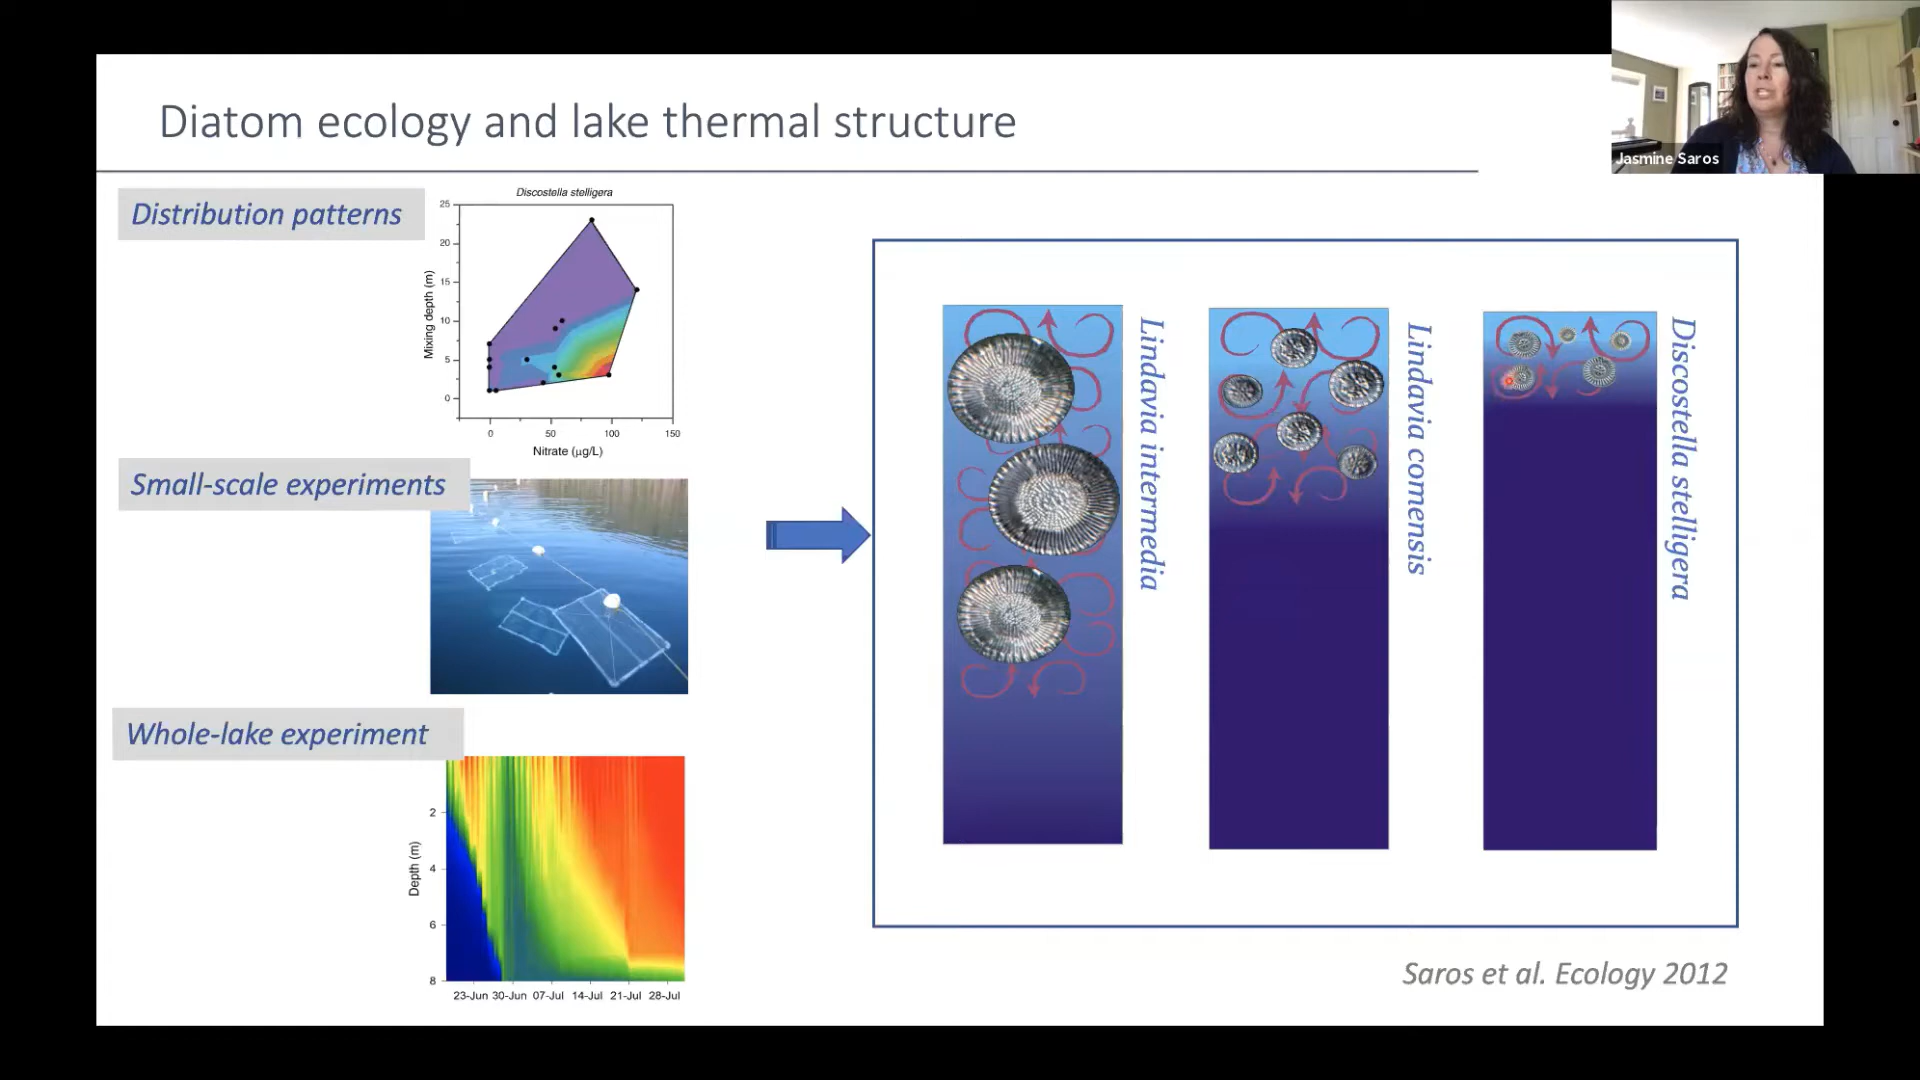 Diatom ecology and lake thermal structure
Jasmine Saros
Distribution patterns
Discostella stelligera
25
20
15
10
5
0
Mixing depth (m)
0 50 100 150
Nitrate (µg/L)
Small-scale experiments
Whole-lake experiment
2
4
6
8
Depth (m)
23-Jun 30-Jun 07-Jul 14-Jul 21-Jul 28-Jul
Lindavia intermedia
Lindavia comensis
Discostella stelligera
Saros et al. Ecology 2012